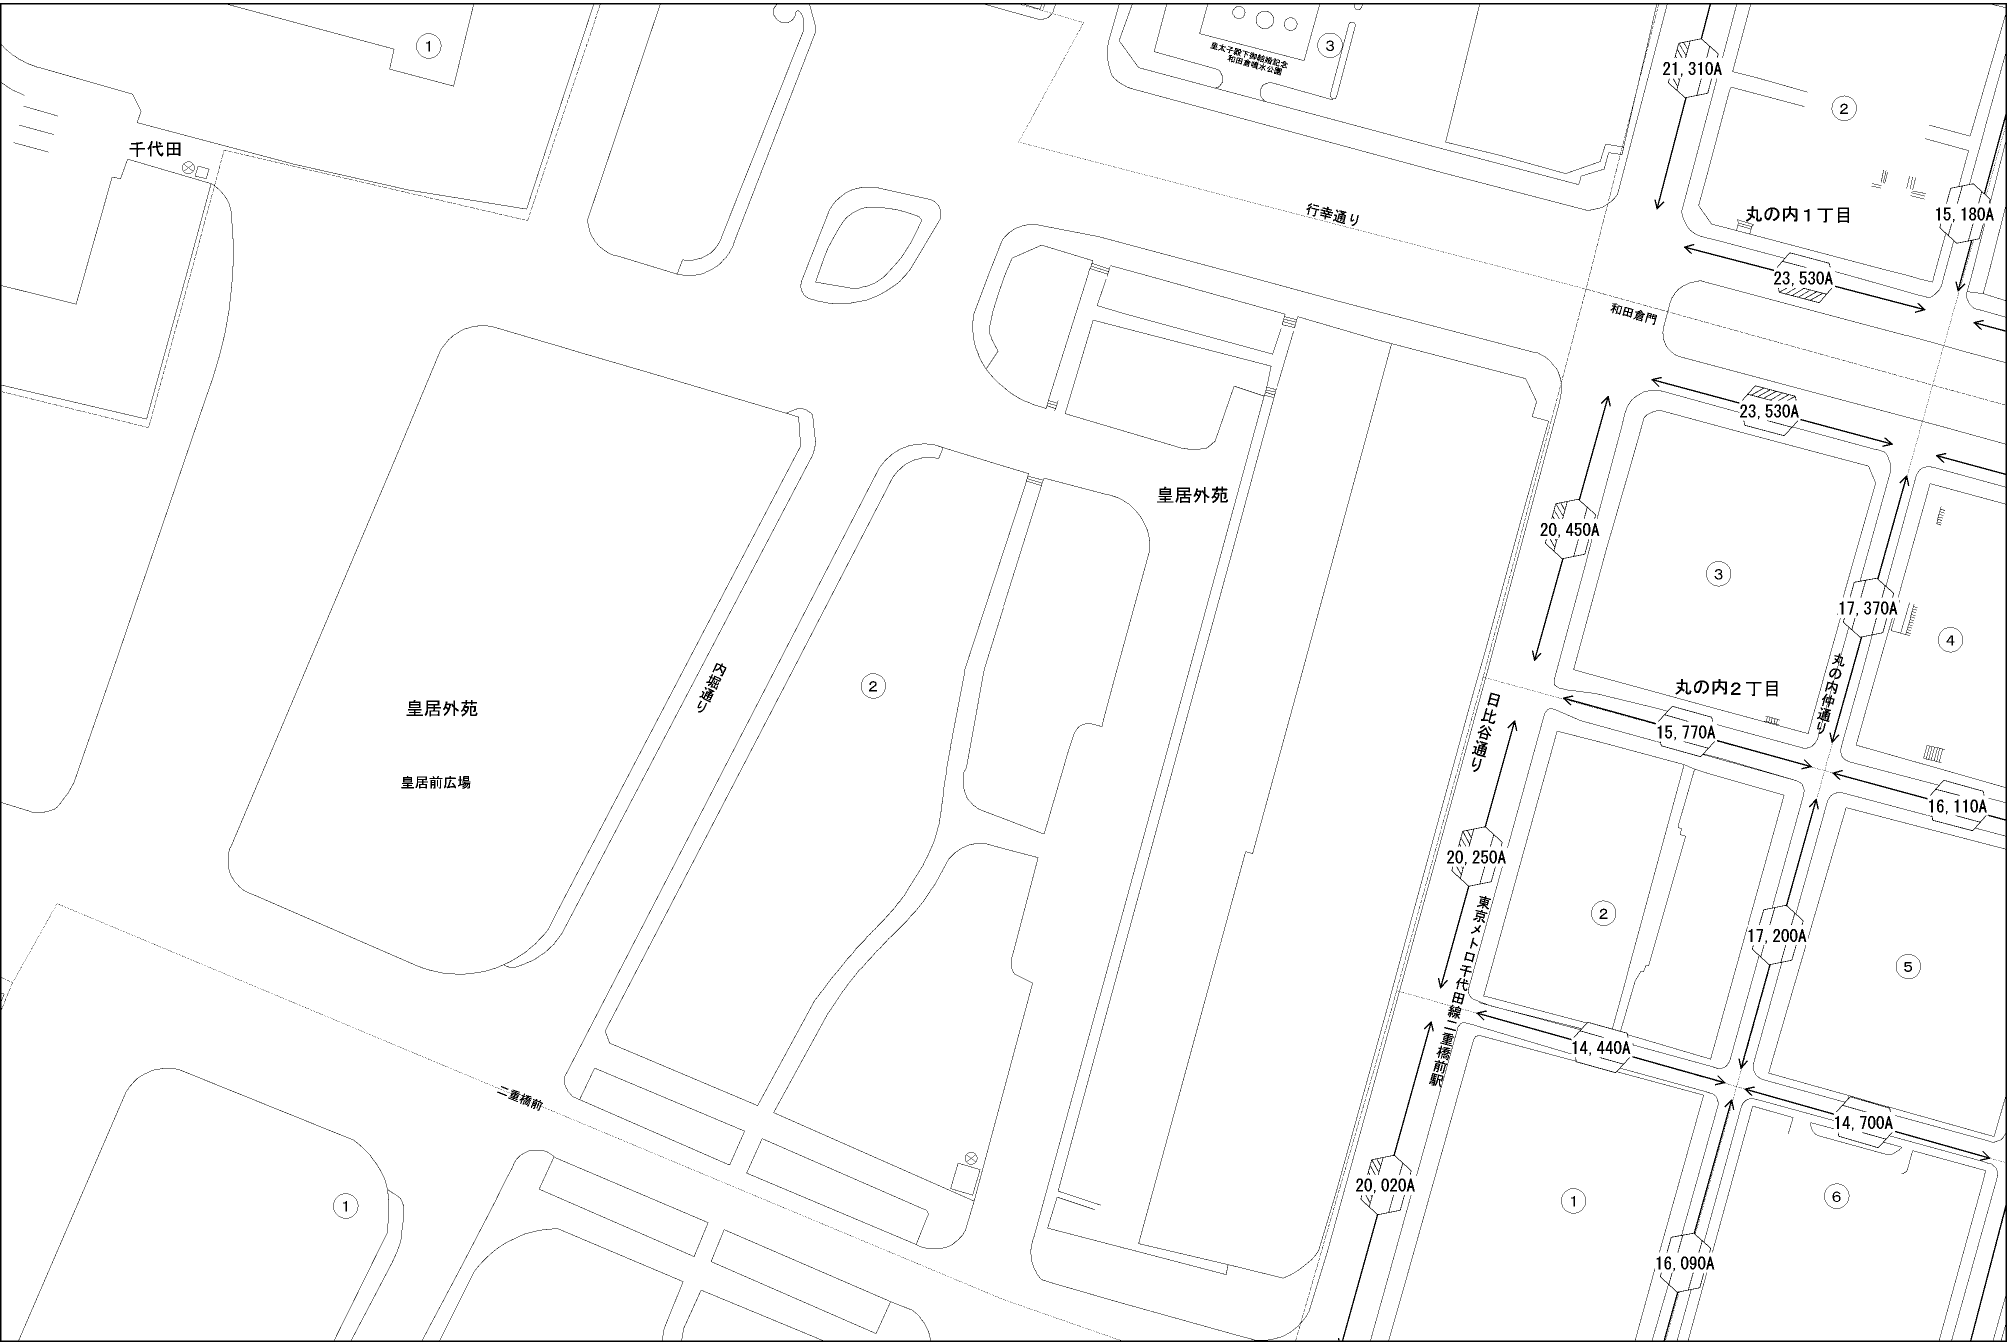 ①
皇太子殿下御結婚記念
和田倉噴水公園
③
21,310A
②
千代田
丸の内1丁目
15,180A
行幸通り
23,530A
和田倉門
23,530A
皇居外苑
20,450A
③
17,370A
④
丸の内仲通り
内堀通り
②
皇居外苑
丸の内2丁目
日比谷通り
15,770A
皇居前広場
16,110A
20,250A
東京メトロ千代田線二重橋前駅
②
17,200A
⑤
14,440A
二重橋前
14,700A
20,020A
①
①
⑥
16,090A